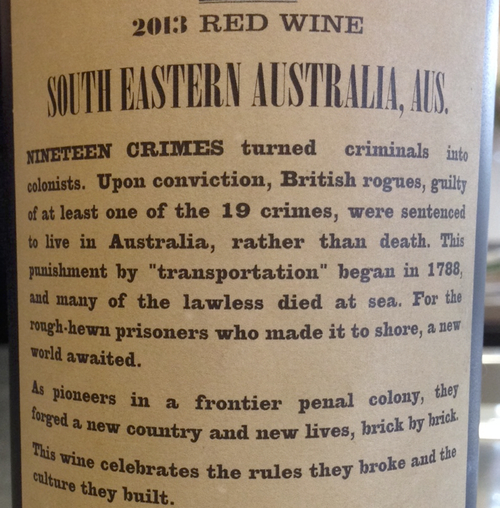 2013 RED WINE
SOUTH EASTERN AUSTRALIA, AUS.
NINETEEN CRIMES turned criminals into
colonists. Upon conviction, British rogues, guilty
of at least one of the 19 crimes, were sentenced
to live in Australia, rather than death. This
punishment by "transportation" began in 1788,
and many of the lawless died at sea. For the
rough-hewn prisoners who made it to shore, a new
world awaited.
As pioneers in a frontier penal colony, they
forged a new country and new lives, brick by brick.
This wine celebrates the rules they broke and the
culture they built.